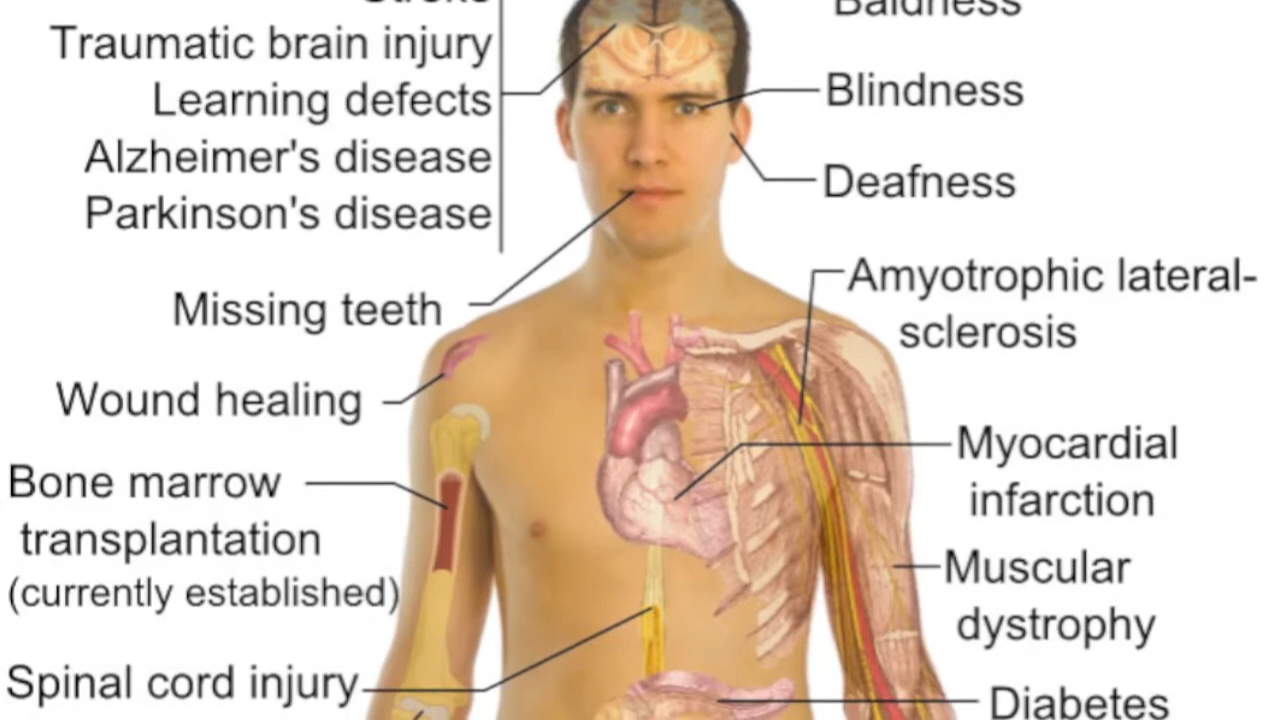 Stroke
Traumatic brain injury
Learning defects
Alzheimer's disease
Parkinson's disease
Missing teeth
Wound healing
Bone marrow
transplantation
(currently established)
Spinal cord injury
Baldness
Blindness
Deafness
Amyotrophic lateral-
sclerosis
Myocardial
infarction
Muscular
dystrophy
Diabetes